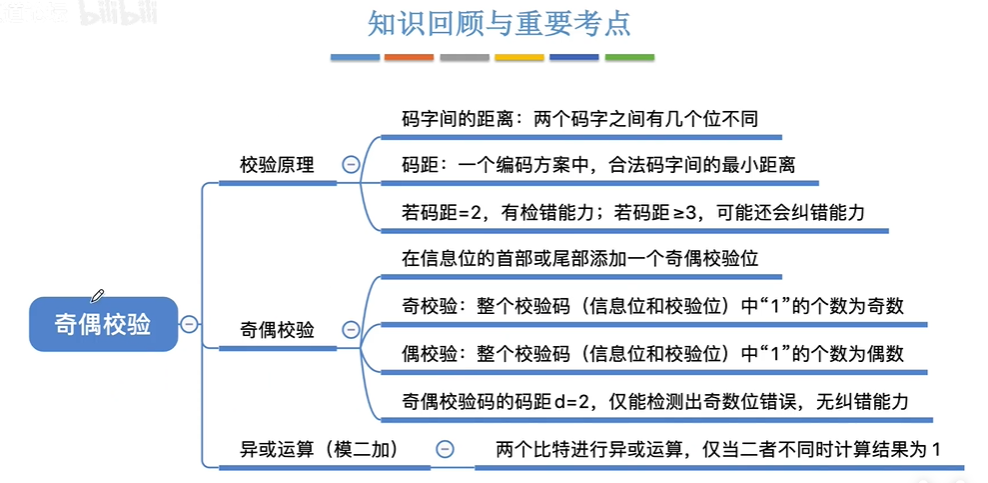 bilibili
知识回顾与重要考点
奇偶校验
校验原理
码字间的距离：两个码字之间有几个位不同
码距：一个编码方案中，合法码字间的最小距离
若码距=2，有检错能力；若码距≥3，可能还会纠错能力
奇偶校验
在信息位的首部或尾部添加一个奇偶校验位
奇校验：整个校验码（信息位和校验位）中“1”的个数为奇数
偶校验：整个校验码（信息位和校验位）中“1”的个数为偶数
奇偶校验码的码距d=2，仅能检测出奇数位错误，无纠错能力
异或运算（模二加）
两个比特进行异或运算，仅当二者不同时计算结果为1